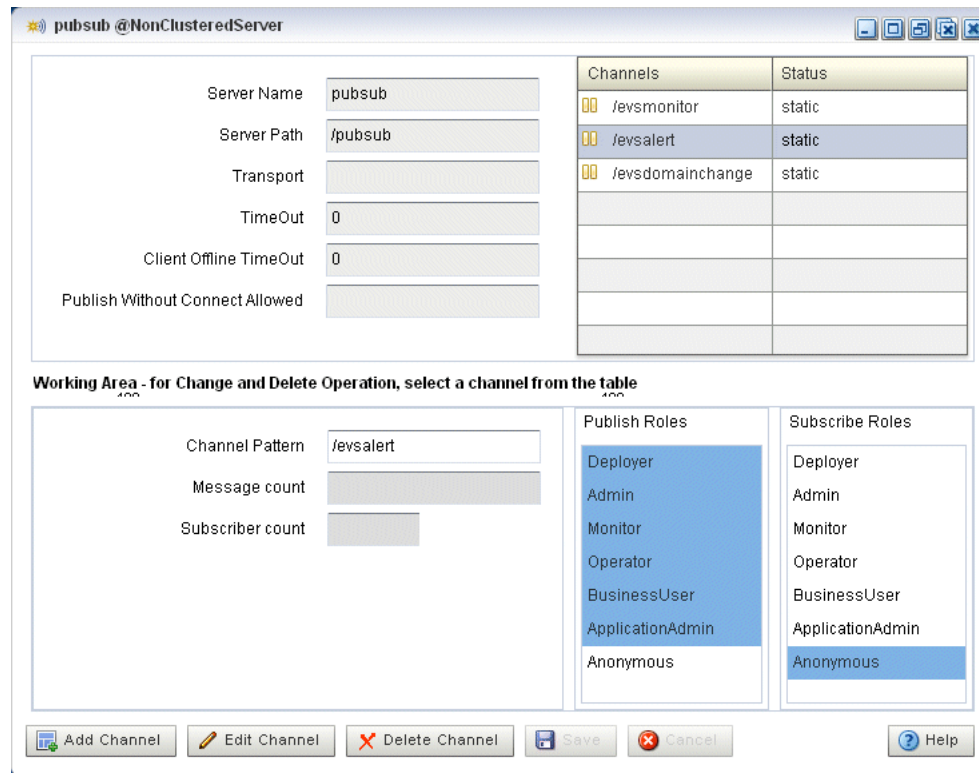 pubsub @NonClusteredServer
Server Name pubsub
Server Path /pubsub
Transport
TimeOut 0
Client Offline TimeOut 0
Publish Without Connect Allowed
Channels Status
/evsmonitor static
/evsalert static
/evsdomainchange static
Working Area - for Change and Delete Operation, select a channel from the table
Channel Pattern /evsalert
Message count
Subscriber count
Publish Roles
Deployer
Admin
Monitor
Operator
BusinessUser
ApplicationAdmin
Anonymous
Subscribe Roles
Deployer
Admin
Monitor
Operator
BusinessUser
ApplicationAdmin
Anonymous
Add Channel Edit Channel Delete Channel Save Cancel Help